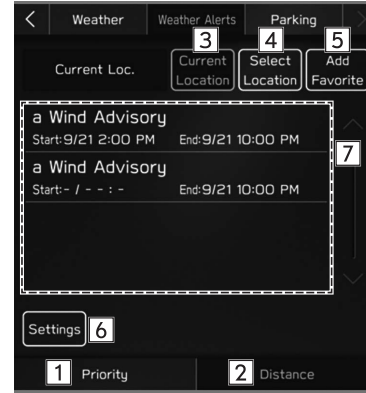 Weather Weather Alerts Parking
3 4 5
Current Loc. Current Location Select Location Add Favorite
a Wind Advisory
Start:9/21 2:00 PM End:9/21 10:00 PM
7
a Wind Advisory
Start:- / - - : - End:9/21 10:00 PM
Settings 6
1 Priority 2 Distance